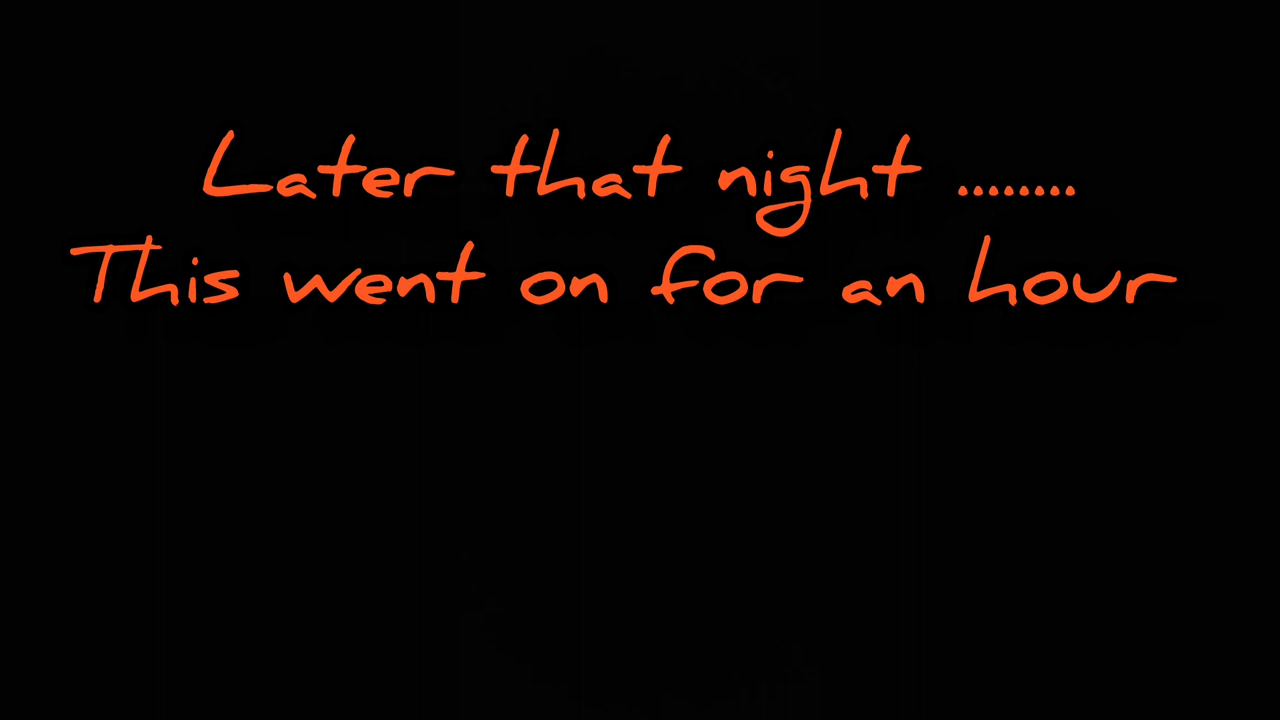 Later that night ........
This went on for an hour